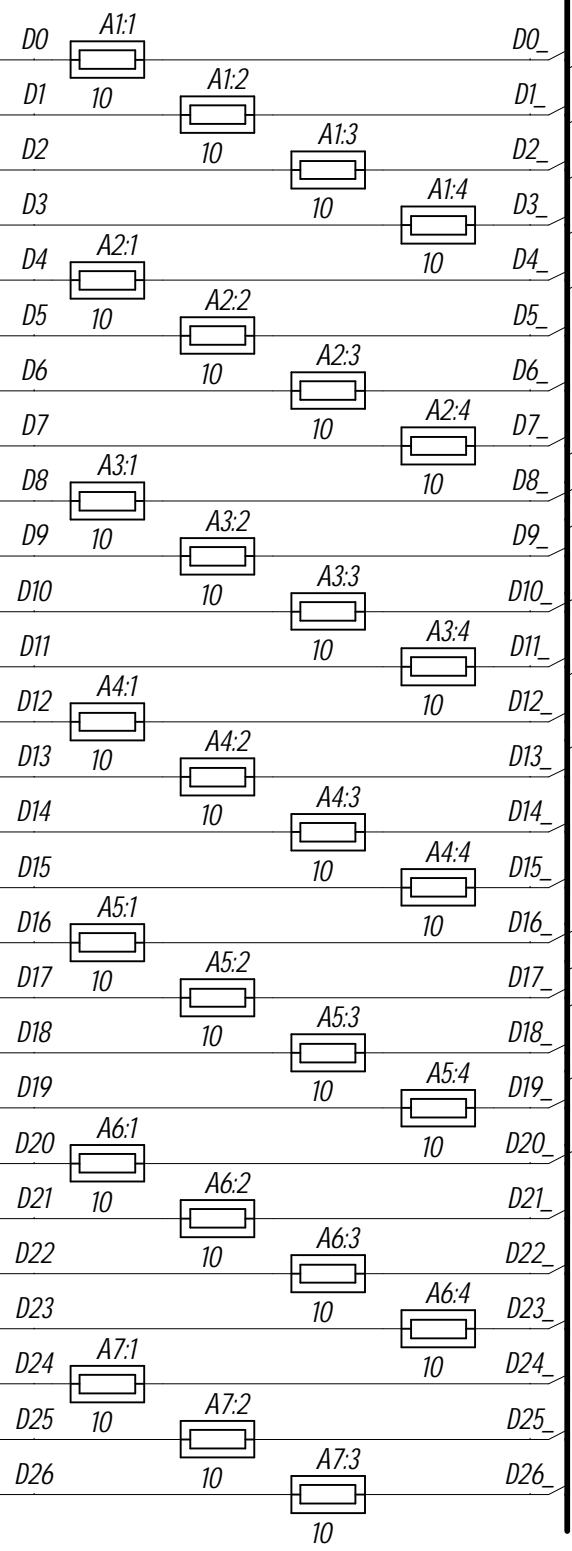 A1:1
D0 D0_
10 A1:2
D1 D1_
10 A1:3
D2 D2_
10 A1:4
D3 D3_
A2:1 10
D4 D4_
10 A2:2
D5 D5_
10 A2:3
D6 D6_
10 A2:4
D7 D7_
A3:1 10
D8 D8_
10 A3:2
D9 D9_
10 A3:3
D10 D10_
10 A3:4
D11 D11_
A4:1 10
D12 D12_
10 A4:2
D13 D13_
10 A4:3
D14 D14_
10 A4:4
D15 D15_
A5:1 10
D16 D16_
10 A5:2
D17 D17_
10 A5:3
D18 D18_
10 A5:4
D19 D19_
A6:1 10
D20 D20_
10 A6:2
D21 D21_
10 A6:3
D22 D22_
10 A6:4
D23 D23_
A7:1 10
D24 D24_
10 A7:2
D25 D25_
10 A7:3
D26 D26_
10